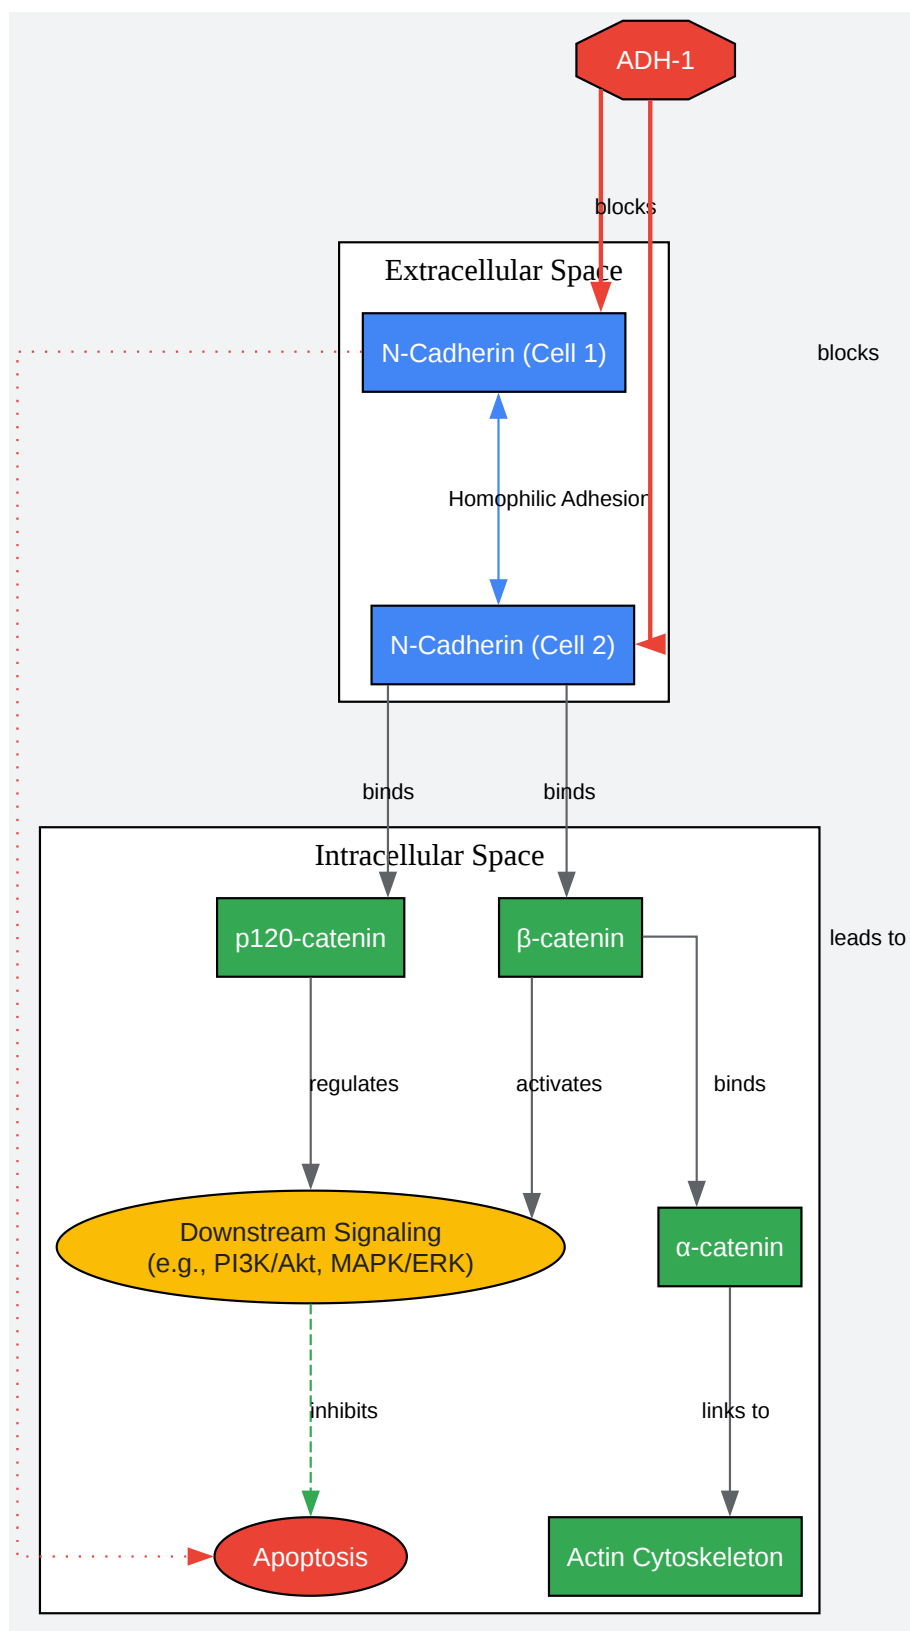 ADH-1
blocks
Extracellular Space
N-Cadherin (Cell 1)
blocks
Homophilic Adhesion
N-Cadherin (Cell 2)
binds
binds
Intracellular Space
p120-catenin
β-catenin
leads to
regulates
activates
binds
Downstream Signaling
(e.g., PI3K/Akt, MAPK/ERK)
α-catenin
inhibits
links to
Apoptosis
Actin Cytoskeleton